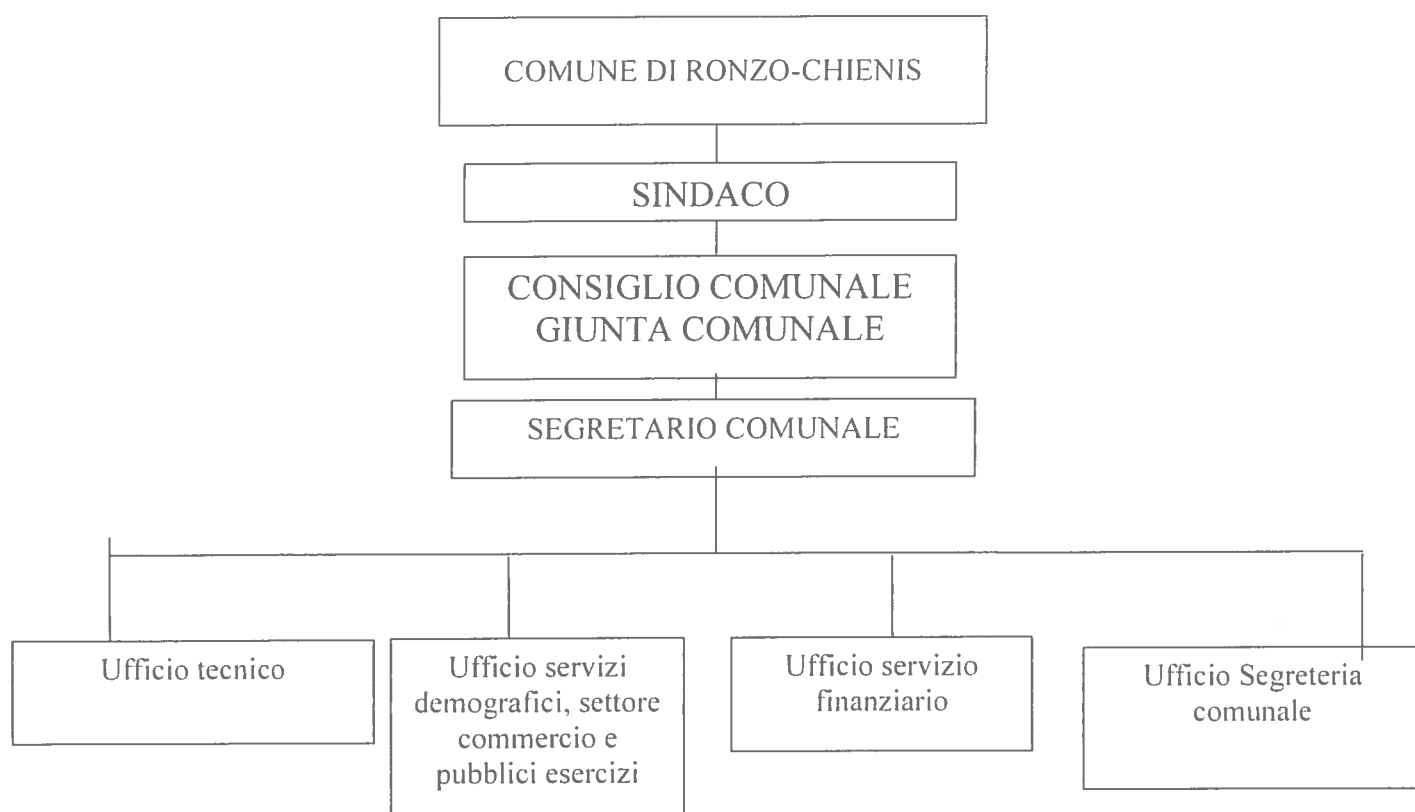 COMUNE DI RONZO-CHIENIS
SINDACO
CONSIGLIO COMUNALE
GIUNTA COMUNALE
SEGRETARIO COMUNALE
Ufficio tecnico
Ufficio servizi
demografici, settore
commercio e
pubblici esercizi
Ufficio servizio
finanziario
Ufficio Segreteria
comunale